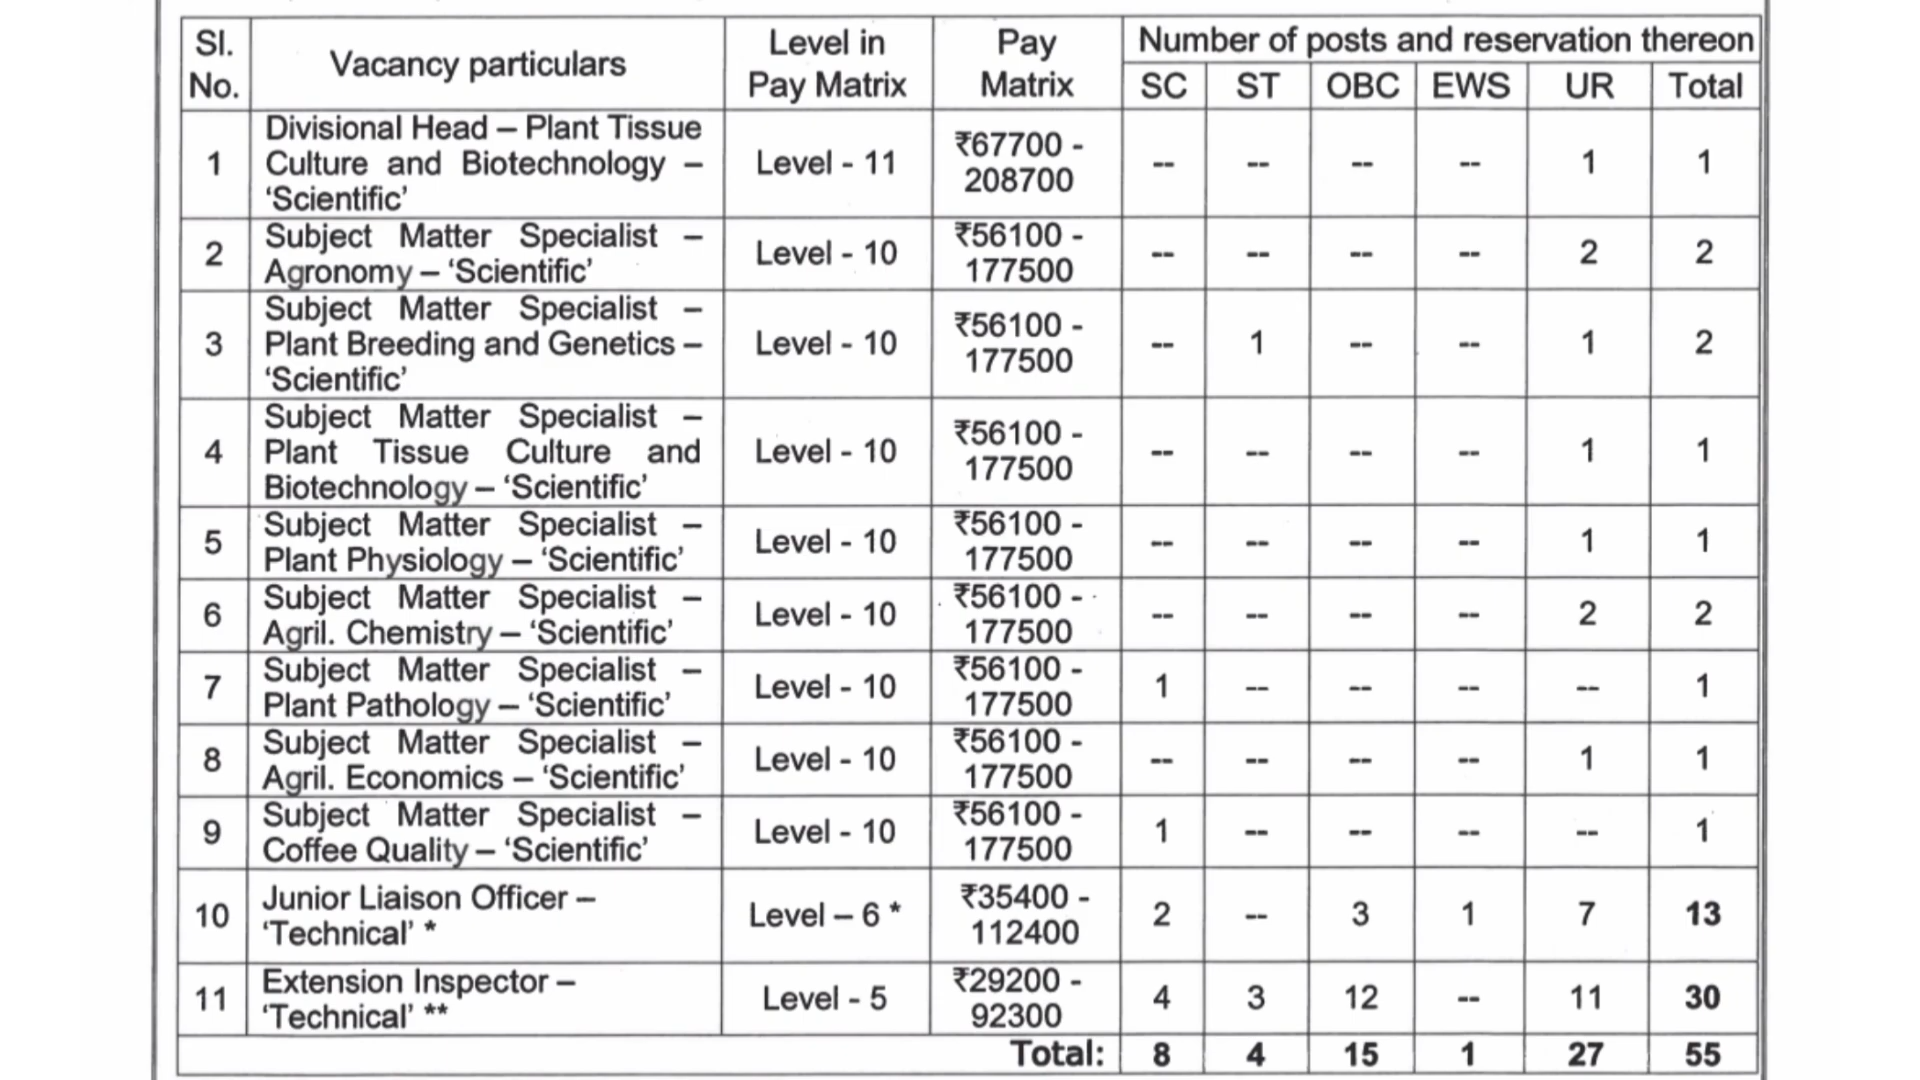 Sl. No. Vacancy particulars Level in Pay Matrix Pay Matrix Number of posts and reservation thereon
SC ST OBC EWS UR Total
1 Divisional Head – Plant Tissue Culture and Biotechnology – ‘Scientific’ Level - 11 ₹67700 - 208700 -- -- -- -- 1 1
2 Subject Matter Specialist – Agronomy – ‘Scientific’ Level - 10 ₹56100 - 177500 -- -- -- -- 2 2
3 Subject Matter Specialist – Plant Breeding and Genetics – ‘Scientific’ Level - 10 ₹56100 - 177500 -- 1 -- -- 1 2
4 Subject Matter Specialist – Plant Tissue Culture and Biotechnology – ‘Scientific’ Level - 10 ₹56100 - 177500 -- -- -- -- 1 1
5 Subject Matter Specialist – Plant Physiology – ‘Scientific’ Level - 10 ₹56100 - 177500 -- -- -- -- 1 1
6 Subject Matter Specialist – Agril. Chemistry – ‘Scientific’ Level - 10 ₹56100 - 177500 -- -- -- -- 2 2
7 Subject Matter Specialist – Plant Pathology – ‘Scientific’ Level - 10 ₹56100 - 177500 1 -- -- -- -- 1
8 Subject Matter Specialist – Agril. Economics – ‘Scientific’ Level - 10 ₹56100 - 177500 -- -- -- -- 1 1
9 Subject Matter Specialist – Coffee Quality – ‘Scientific’ Level - 10 ₹56100 - 177500 1 -- -- -- -- 1
10 Junior Liaison Officer – ‘Technical’ * Level – 6 * ₹35400 - 112400 2 -- 3 1 7 13
11 Extension Inspector – ‘Technical’ ** Level - 5 ₹29200 - 92300 4 3 12 -- 11 30
Total: 8 4 15 1 27 55